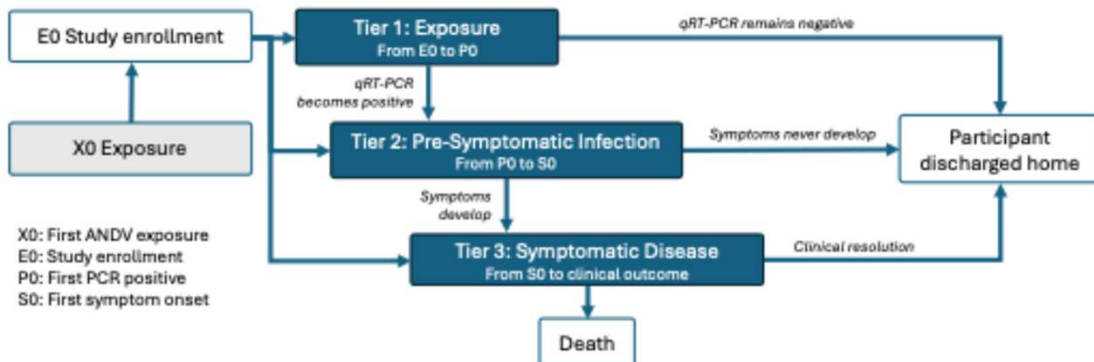 E0 Study enrollment
Tier 1: Exposure
From E0 to P0
qRT-PCR remains negative
qRT-PCR
becomes positive
X0 Exposure
Tier 2: Pre-Symptomatic Infection
From P0 to S0
Symptoms never develop
Participant
discharged home
Symptoms
develop
X0: First ANDV exposure
E0: Study enrollment
P0: First PCR positive
S0: First symptom onset
Tier 3: Symptomatic Disease
From S0 to clinical outcome
Clinical resolution
Death